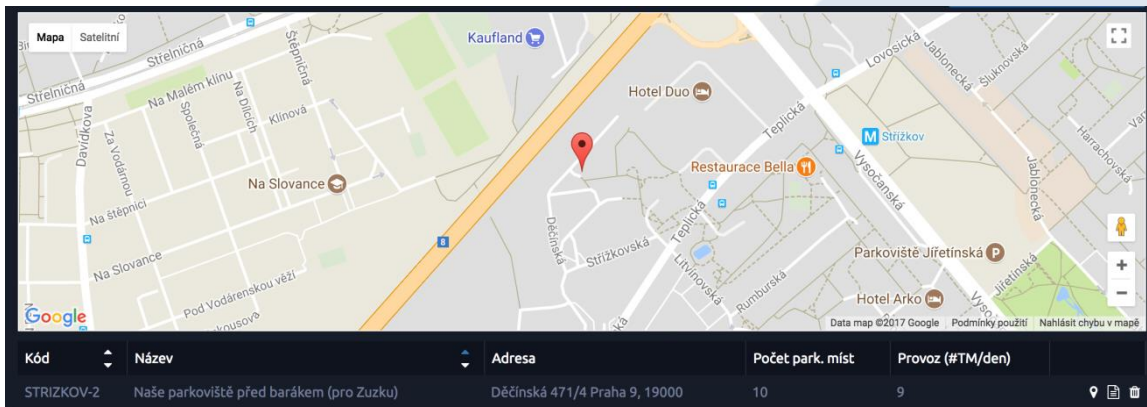 Mapa
Satelitní
Kaufland
Střelničná
Štěpničná
Střelničná
Na Malém klínu
Na Dílcích
Společná
Klínová
Davídkova
Za Vodárnou
Na Slovance
Na štěpnici
Na Slovance
Pod Vodárenskou věží
8
Hotel Duo
Lovosická
Jablonecká
Šluknovská
Teplická
M Střížkov
Restaurace Bella
Vysočanská
Harrachovská
Jablonecká
Děčínská
Střížkovská
Teplická
Litvínovská
Rumburská
Parkoviště Jiřetínská P
Jiřetínská
Hotel Arko
Google
Data map ©2017 Google Podmínky použití Nahlásit chybu v mapě
Kód Název Adresa Počet park. míst Provoz (#TM/den)
STRIZKOV-2 Naše parkoviště před barákem (pro Zuzku) Děčínská 471/4 Praha 9, 19000 10 9